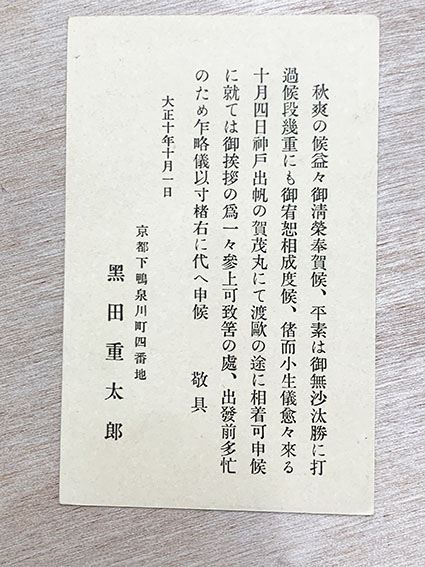 秋爽の候益々御淸榮奉賀候、平素は御無沙汰勝に打
過候段幾重にも御宥恕相成度候、偖而小生儀愈々來る
十月四日神戶出帆の賀茂丸にて渡歐の途に相着可申候
に就ては御挨拶の爲一々參上可致筈の處、出發前多忙
のため乍略儀以寸楮右に代へ申候　敬具
大正十年十月一日
京都下鴨泉川町四番地
黑田重太郎